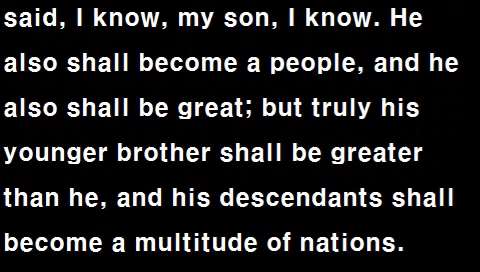 said, I know, my son, I know. He
also shall become a people, and he
also shall be great; but truly his
younger brother shall be greater
than he, and his descendants shall
become a multitude of nations.